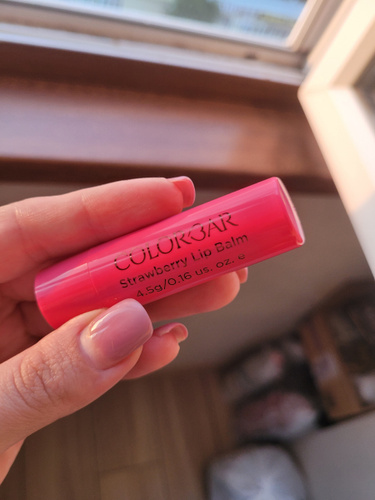 COLORBAR
Strawberry Lip Balm
4.5g/0.16 us. oz. e